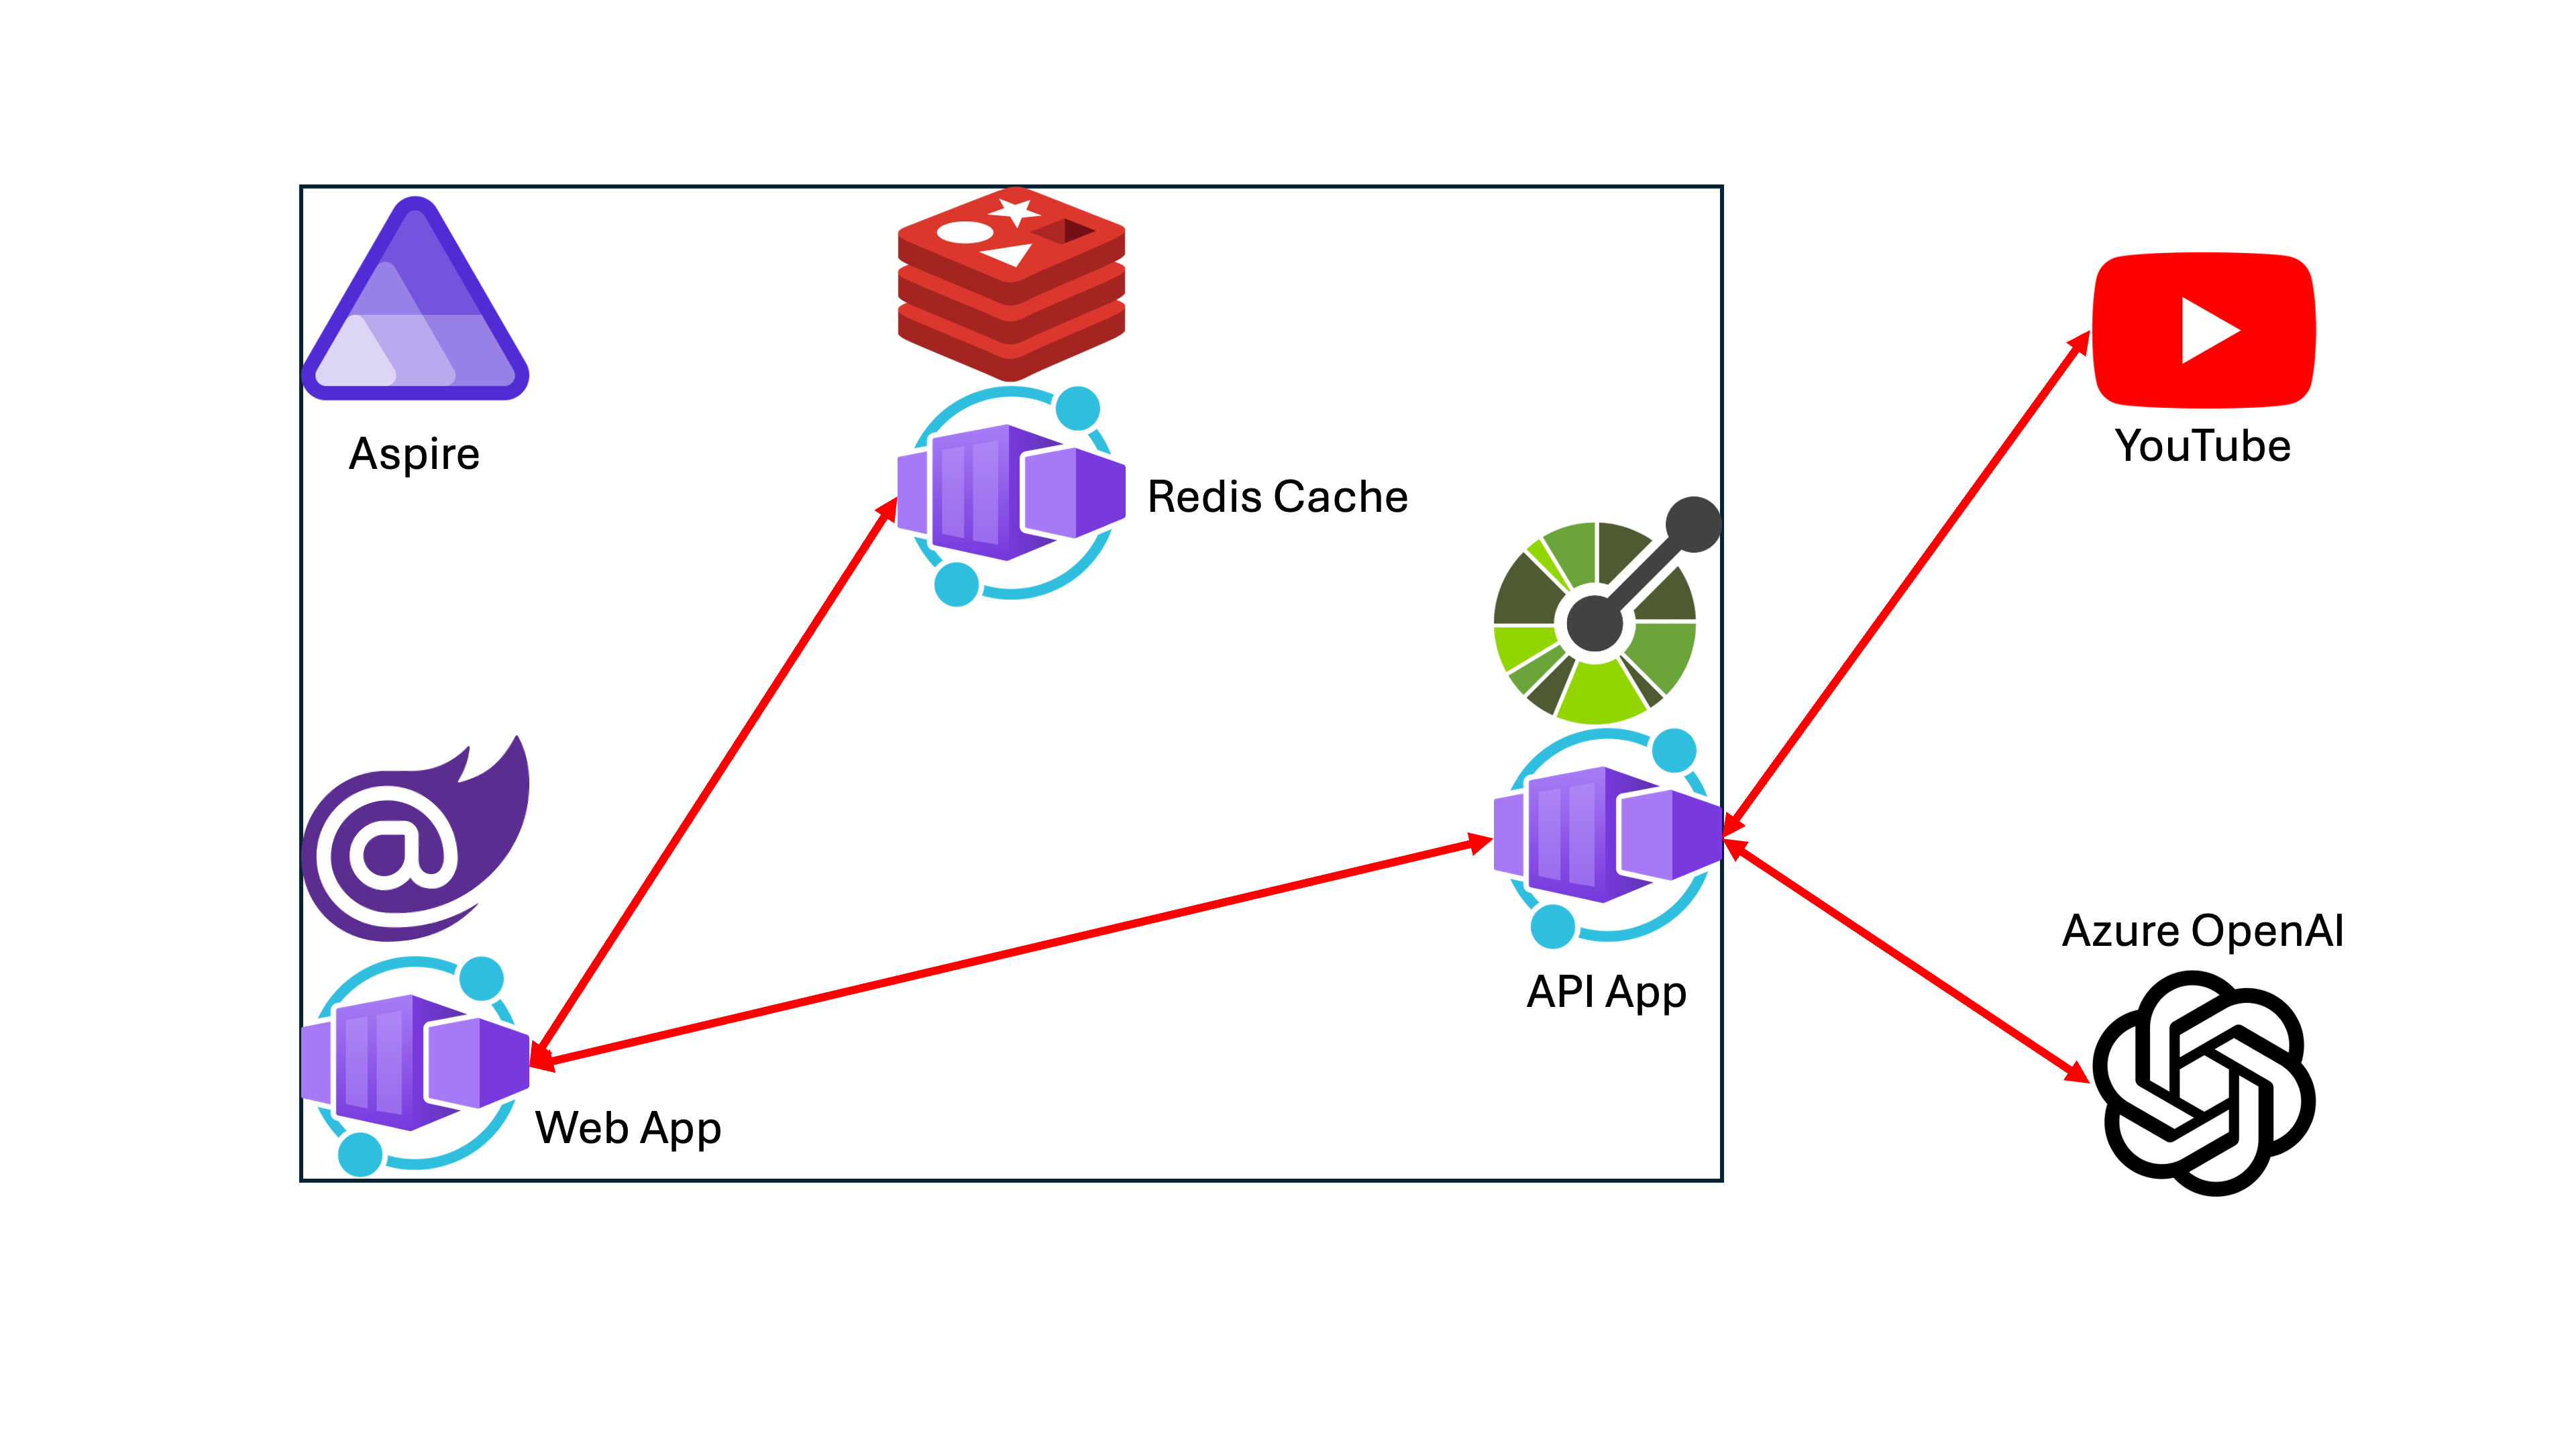 Aspire
Redis Cache
YouTube
Azure OpenAI
API App
Web App